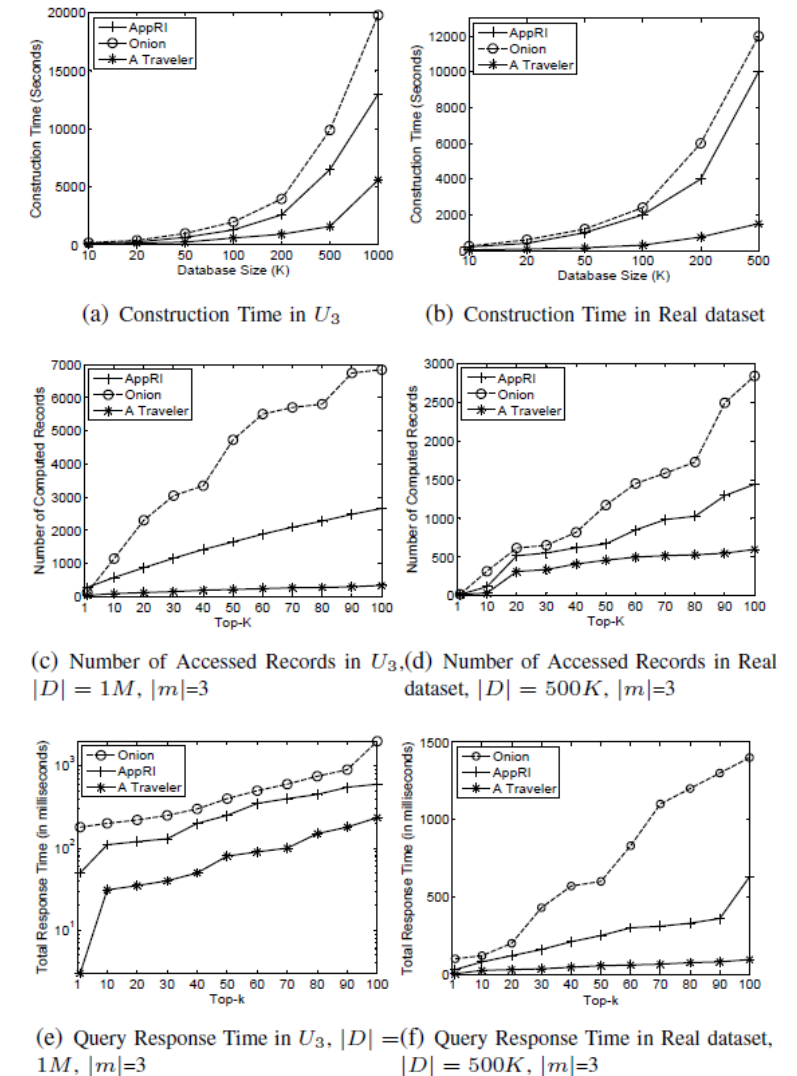 20000
15000
10000
5000
0
Construction Time (Seconds)
AppRI
Onion
A Traveler
10 20 50 100 200 500 1000
Database Size (K)
(a) Construction Time in U3
12000
10000
8000
6000
4000
2000
0
Construction Time (Seconds)
AppRI
Onion
A Traveler
10 20 50 100 200 500
Database Size (K)
(b) Construction Time in Real dataset
7000
6000
5000
4000
3000
2000
1000
0
Number of Computed Records
AppRI
Onion
A Traveler
1 10 20 30 40 50 60 70 80 90 100
Top-K
(c) Number of Accessed Records in U3,
|D| = 1M, |m|=3
3000
2500
2000
1500
1000
500
0
Number of Computed Records
AppRI
Onion
A Traveler
1 10 20 30 40 50 60 70 80 90 100
Top-K
(d) Number of Accessed Records in Real
dataset, |D| = 500K, |m|=3
10^3
10^2
10^1
Total Response Time (in milliseconds)
Onion
AppRI
A Traveler
1 10 20 30 40 50 60 70 80 90 100
Top-k
(e) Query Response Time in U3, |D| =
1M, |m|=3
1500
1000
500
0
Total Response Time (in milliseconds)
Onion
AppRI
A Traveler
1 10 20 30 40 50 60 70 80 90 100
Top-k
(f) Query Response Time in Real dataset,
|D| = 500K, |m|=3